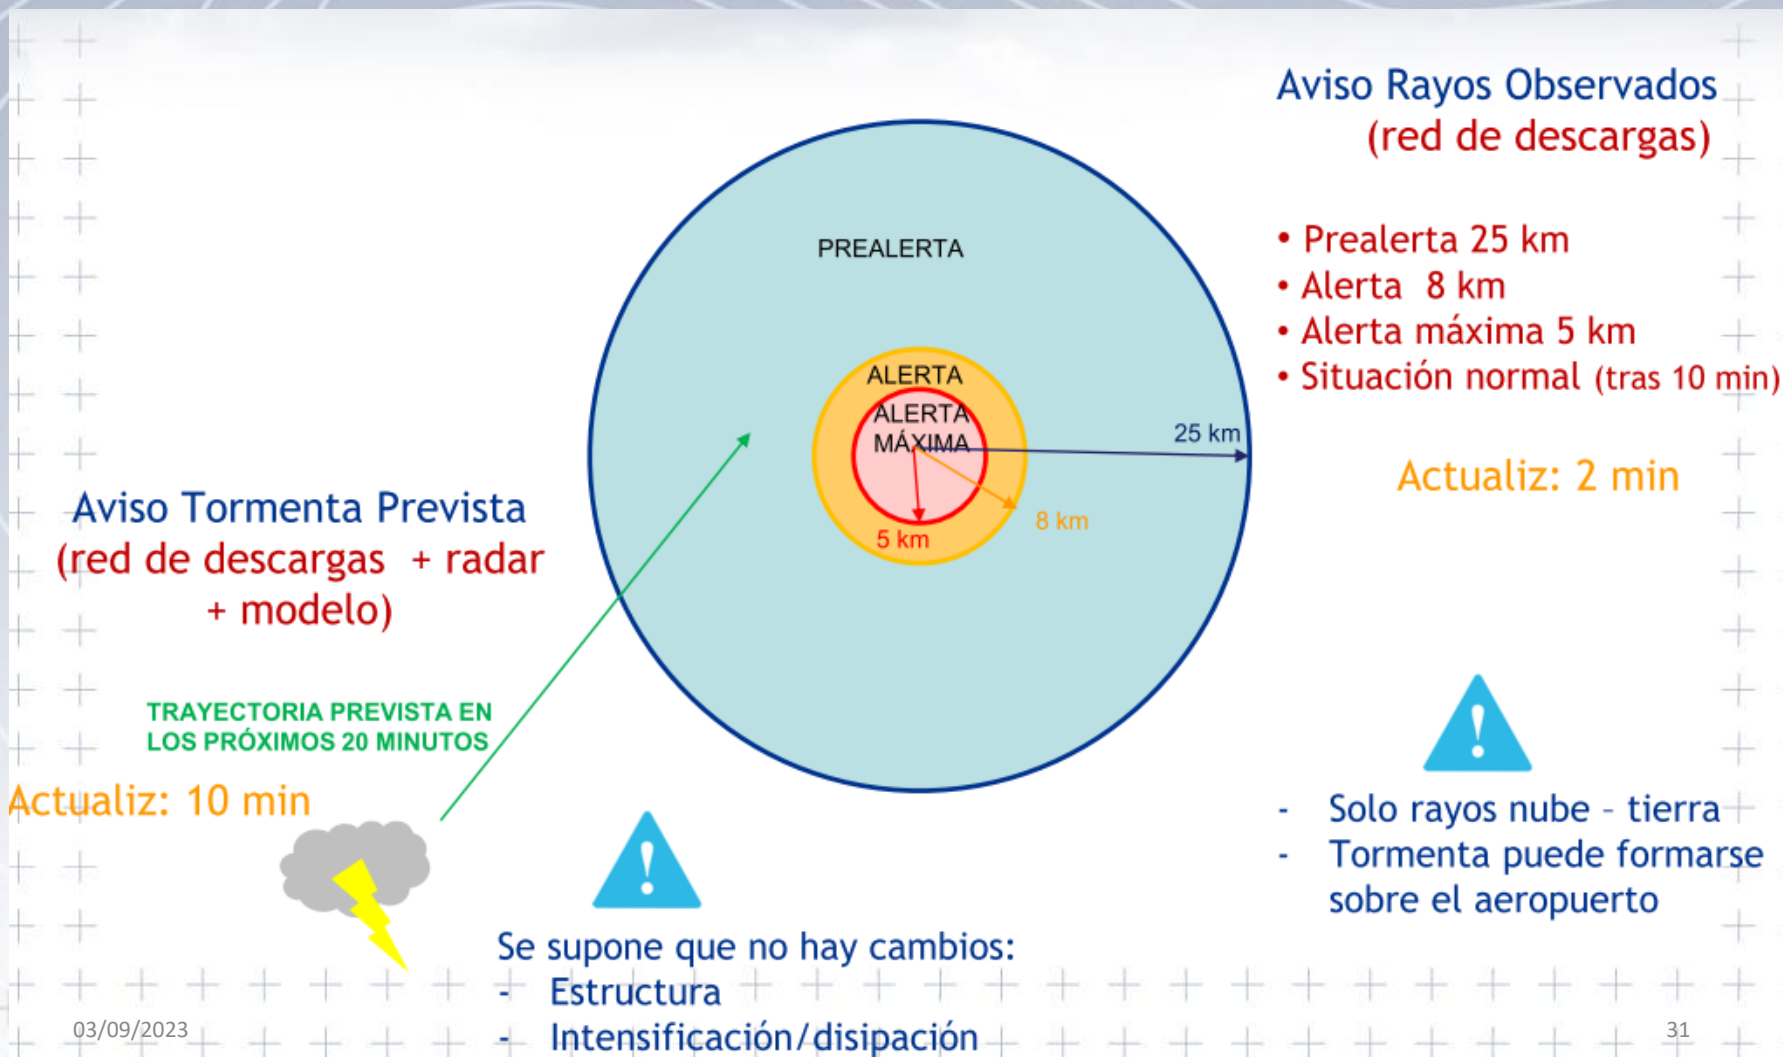 Aviso Rayos Observados
(red de descargas)
• Prealerta 25 km
• Alerta 8 km
• Alerta máxima 5 km
• Situación normal (tras 10 min)
Actualiz: 2 min
PREALERTA
ALERTA
ALERTA
MÁXIMA
25 km
8 km
5 km
Aviso Tormenta Prevista
(red de descargas + radar
+ modelo)
TRAYECTORIA PREVISTA EN
LOS PRÓXIMOS 20 MINUTOS
Actualiz: 10 min
!
Se supone que no hay cambios:
- Estructura
- Intensificación/disipación
!
- Solo rayos nube – tierra
- Tormenta puede formarse
sobre el aeropuerto
03/09/2023
31